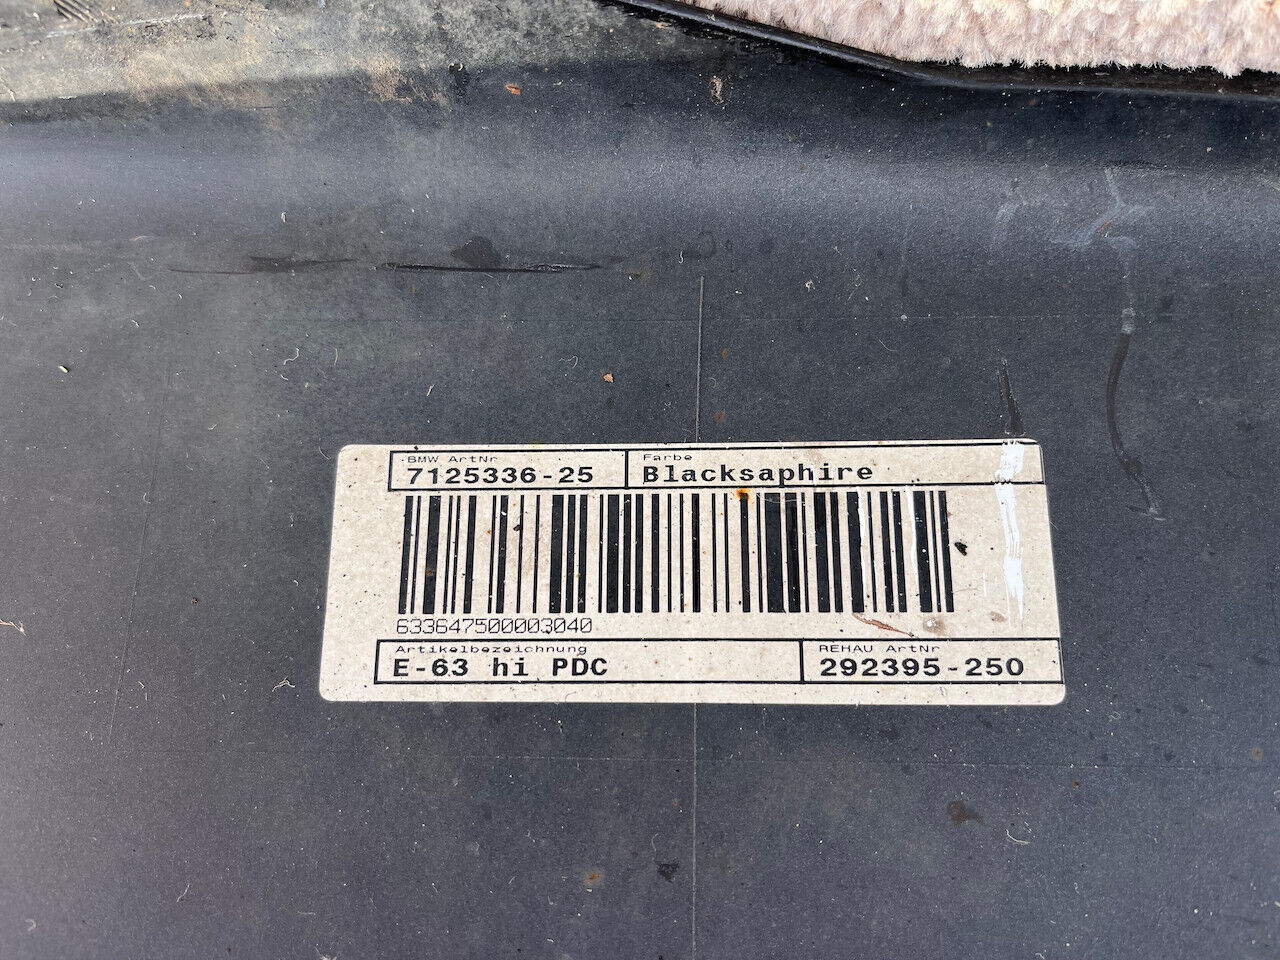 BMW ArtNr Farbe
7125336-25 Blacksaphire
633647500003040
Artikelbezeichnung REHAU ArtNr
E-63 hi PDC 292395-250